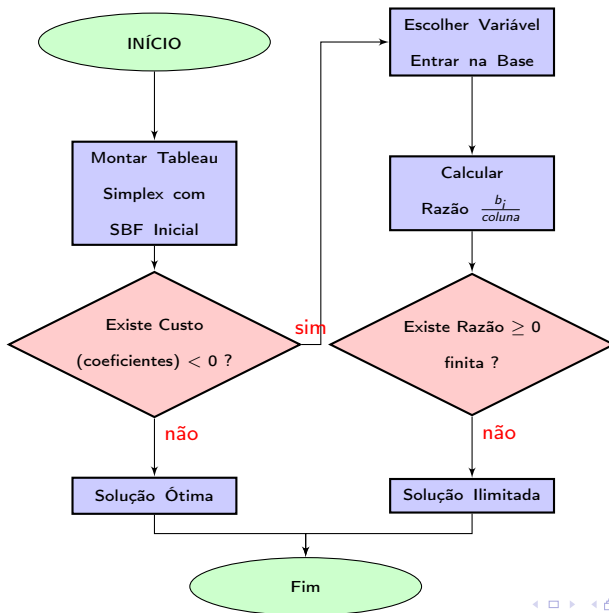 INÍCIO
Montar Tableau
Simplex com
SBF Inicial
Existe Custo
(coeficientes) < 0 ?
sim
não
Solução Ótima
Escolher Variável
Entrar na Base
Calcular
Razão b_i/coluna
Existe Razão ≥ 0
finita ?
não
Solução Ilimitada
Fim